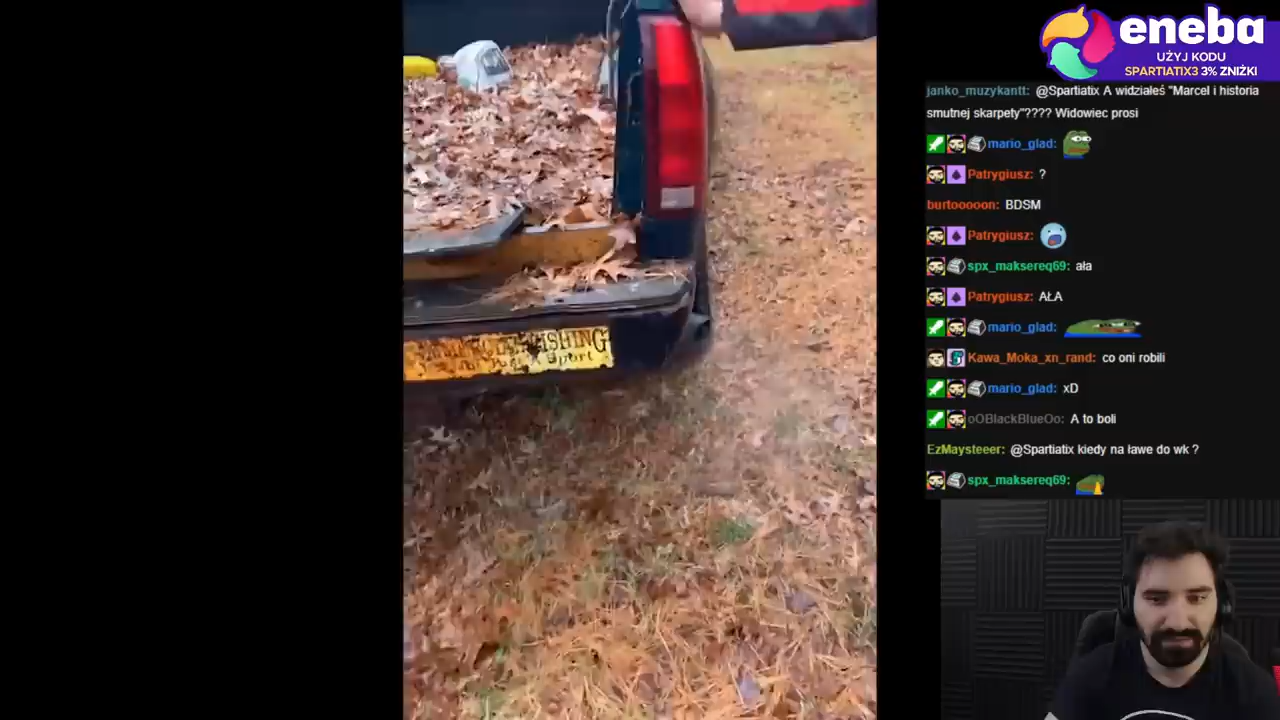 eneba
UŻYJ KODU
SPARTIATIX3 3% ZNIŻKI
janko_muzykantt: @Spartiatix A widziałeś "Marcel i historia
smutnej skarpety"???? Widowiec prosi
mario_glad:
Patrygiusz: ?
burtooooon: BDSM
Patrygiusz:
spx_maksereq69: ała
Patrygiusz: AŁA
mario_glad:
Kawa_Moka_xn_rand: co oni robili
mario_glad: xD
oOBlackBlueOo: A to boli
EzMaysteeer: @Spartiatix kiedy na ławe do wk ?
spx_maksereq69:
FISHING
Sport